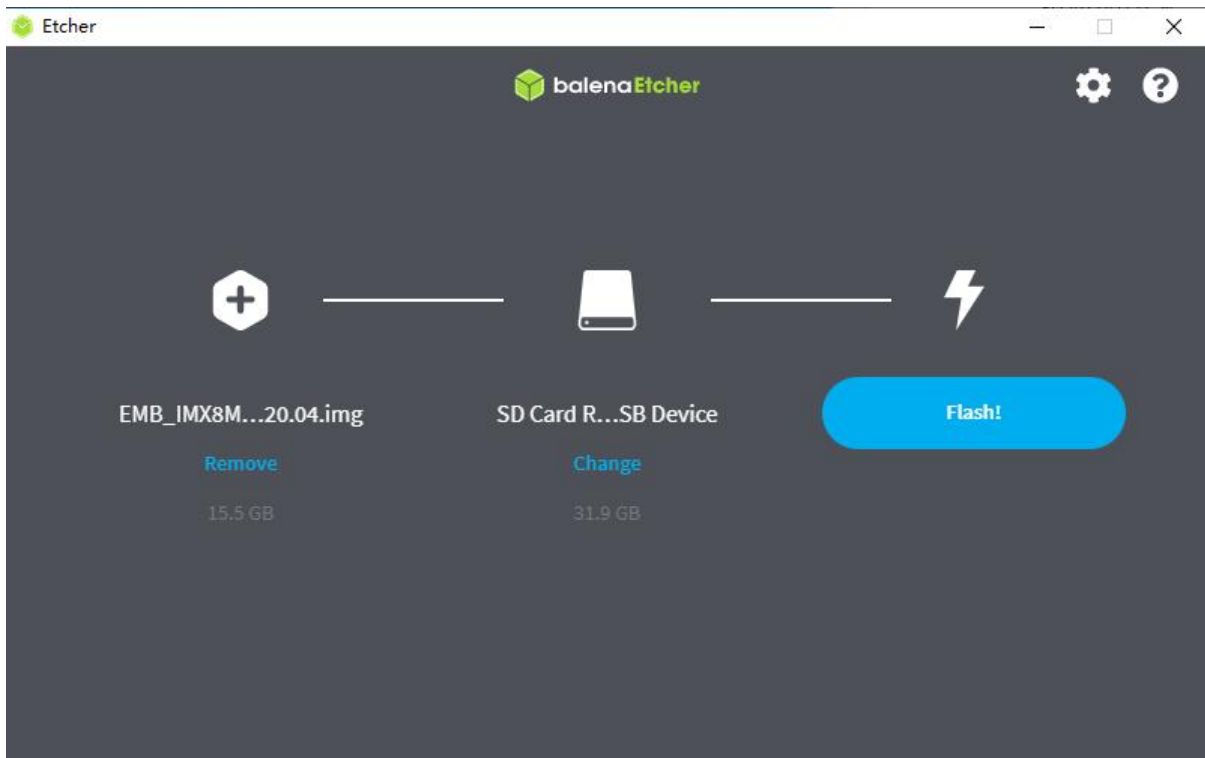 Etcher
balenaEtcher
EMB_IMX8M...20.04.img
SD Card R...SB Device
Flash!
Remove
Change
15.5 GB
31.9 GB